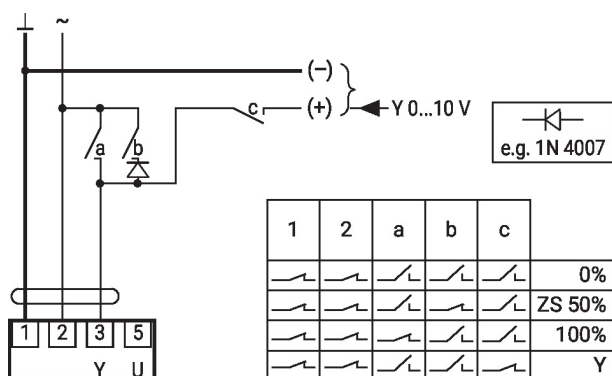 ⊥ ~
(–)
c (+) Y 0...10 V
a b
e.g. 1N 4007
1 2 a b c
0%
ZS 50%
100%
Y
1 2 3 5
Y U